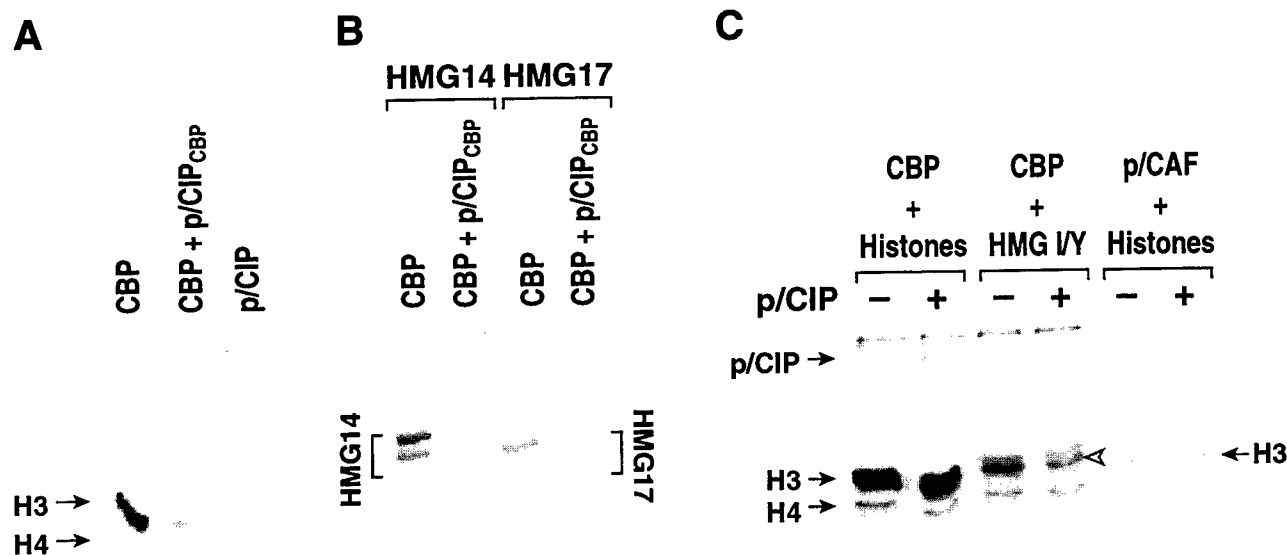 A
CBP
CBP + p/CIPCBP
p/CIP
H3 →
H4 →
B
HMG14 HMG17
CBP
CBP + p/CIPCBP
CBP
CBP + p/CIPCBP
HMG14
HMG17
C
CBP + Histones
CBP + HMG I/Y
p/CAF + Histones
p/CIP − + − + − +
p/CIP →
H3 →
H4 →
← H3